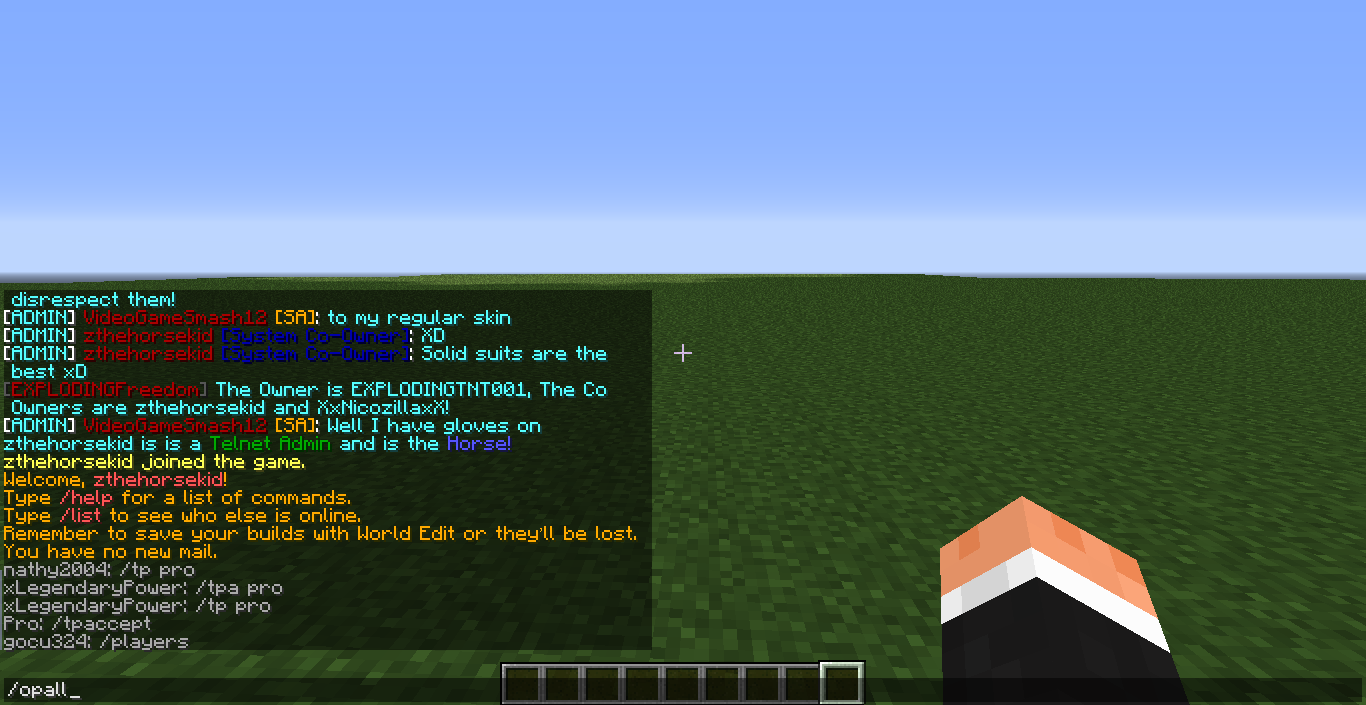 disrespect them!
[ADMIN] VideoGameSmash12 [SA]: to my regular skin
[ADMIN] zthehorsekid [System Co-Owner]: XD
[ADMIN] zthehorsekid [System Co-Owner]: Solid suits are the
best xD
[EXPLODINGFreedom] The Owner is EXPLODINGTNT001, The Co
Owners are zthehorsekid and XxNicozillaxX!
[ADMIN] VideoGameSmash12 [SA]: Well I have gloves on
zthehorsekid is is a Telnet Admin and is the Horse!
zthehorsekid joined the game.
Welcome, zthehorsekid!
Type /help for a list of commands.
Type /list to see who else is online.
Remember to save your builds with World Edit or they'll be lost.
You have no new mail.
nathy2004: /tp pro
xLegendaryPower: /tpa pro
xLegendaryPower: /tp pro
Pro: /tpaccept
gocu324: /players
/opall_